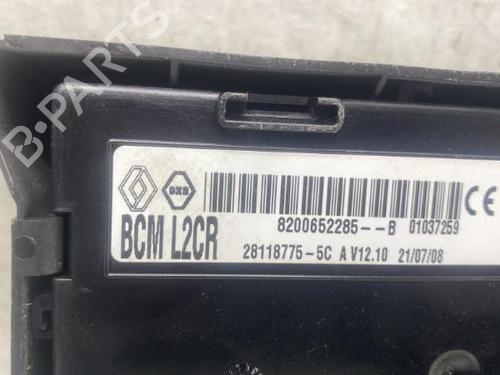 B-PARTS
8200652285--B 01037259
BCM L2CR
28118775-5C A V12.10 21/07/08
CE